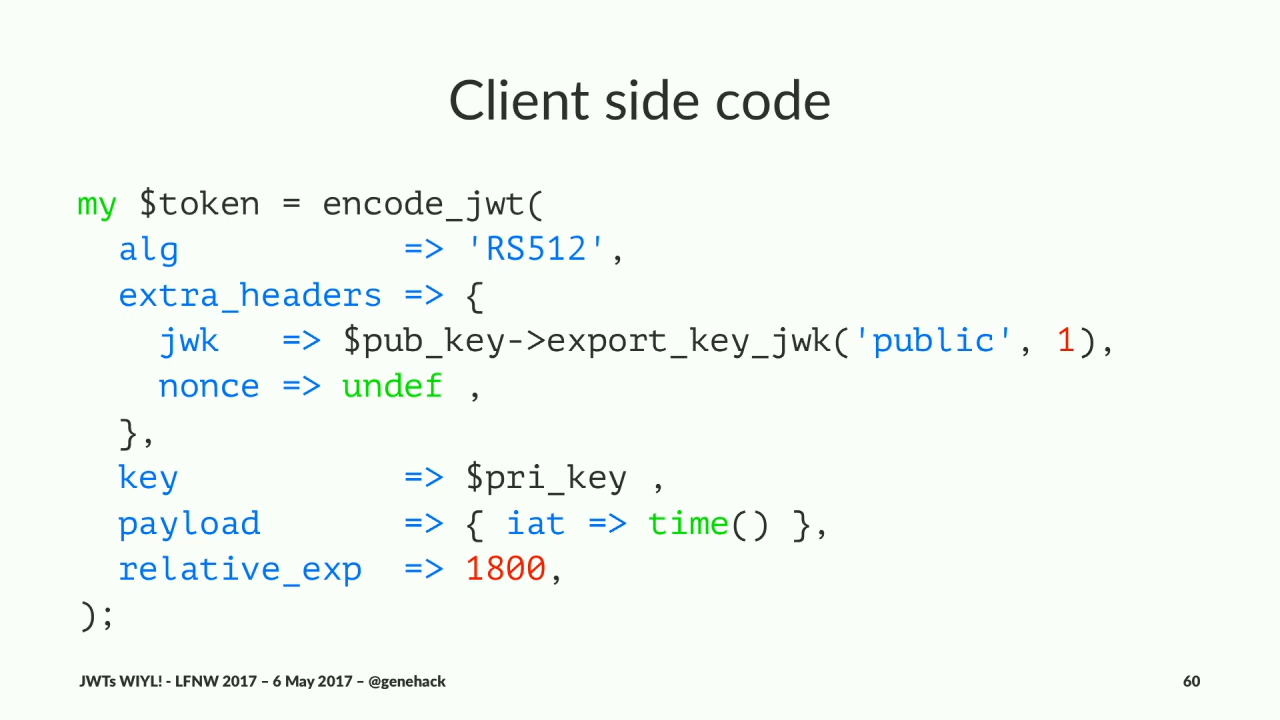 Client side code
my $token = encode_jwt(
  alg           => 'RS512',
  extra_headers => {
    jwk   => $pub_key->export_key_jwk('public', 1),
    nonce => undef ,
  },
  key           => $pri_key ,
  payload       => { iat => time() },
  relative_exp  => 1800,
);
JWTs WIYL! - LFNW 2017 – 6 May 2017 – @genehack
60